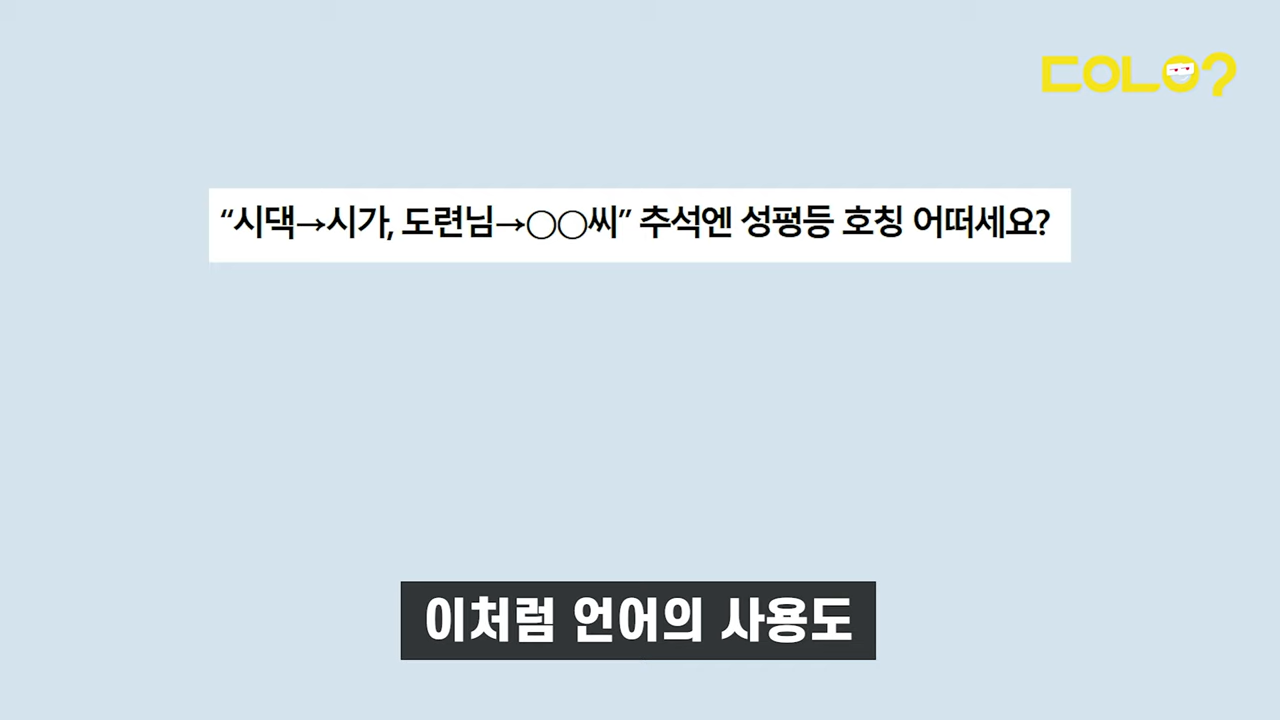 COLO?
“시댁→시가, 도련님→○○씨” 추석엔 성평등 호칭 어떠세요?
이처럼 언어의 사용도